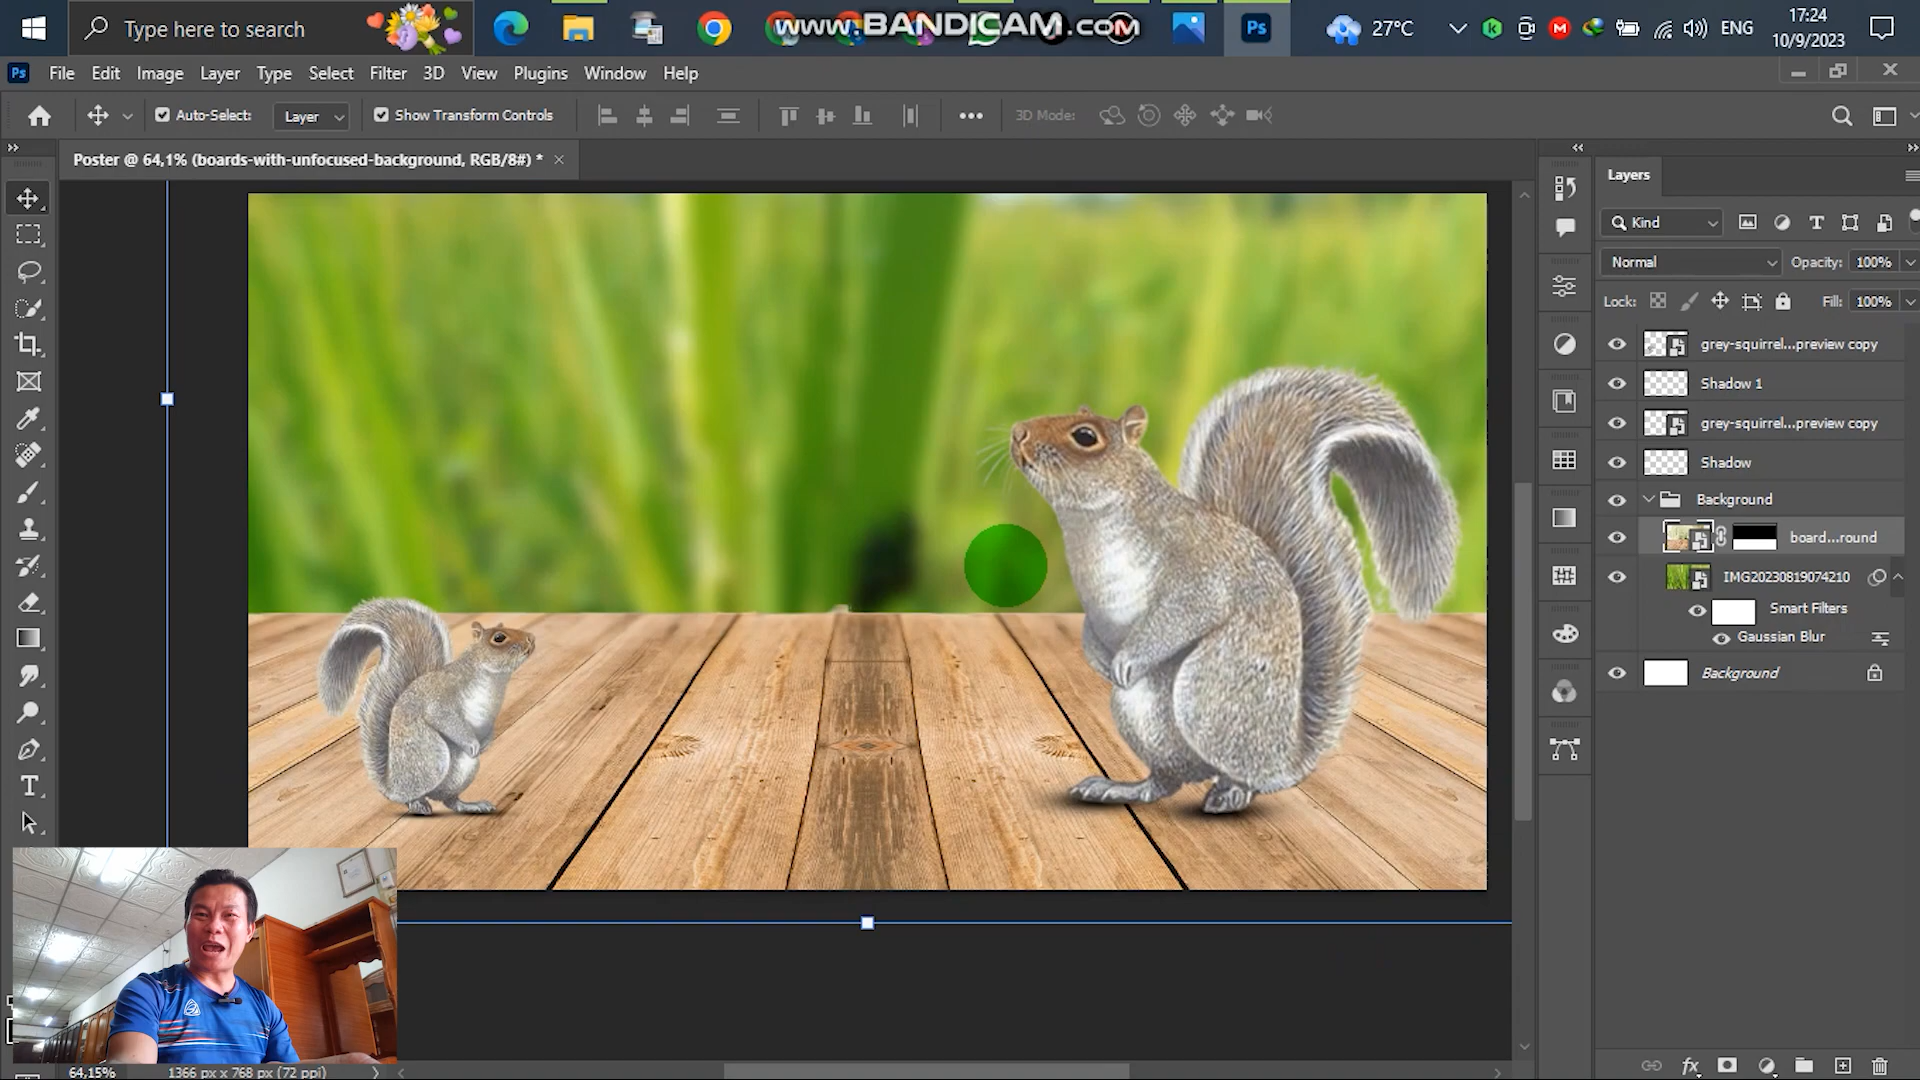 Type here to search
www.BANDICAM.com
Ps
27°C
ENG
17:24
10/9/2023
Ps
File Edit Image Layer Type Select Filter 3D View Plugins Window Help
Auto-Select:
Layer
Show Transform Controls
3D Mode:
Poster @ 64,1% (boards-with-unfocused-background, RGB/8#) *
Layers
Kind
Normal
Opacity: 100%
Lock:
Fill: 100%
grey-squirrel...preview copy
Shadow 1
grey-squirrel...preview copy
Shadow
Background
board...round
IMG20230819074210
Smart Filters
Gaussian Blur
Background
64,15%
1366 px x 768 px (72 ppi)